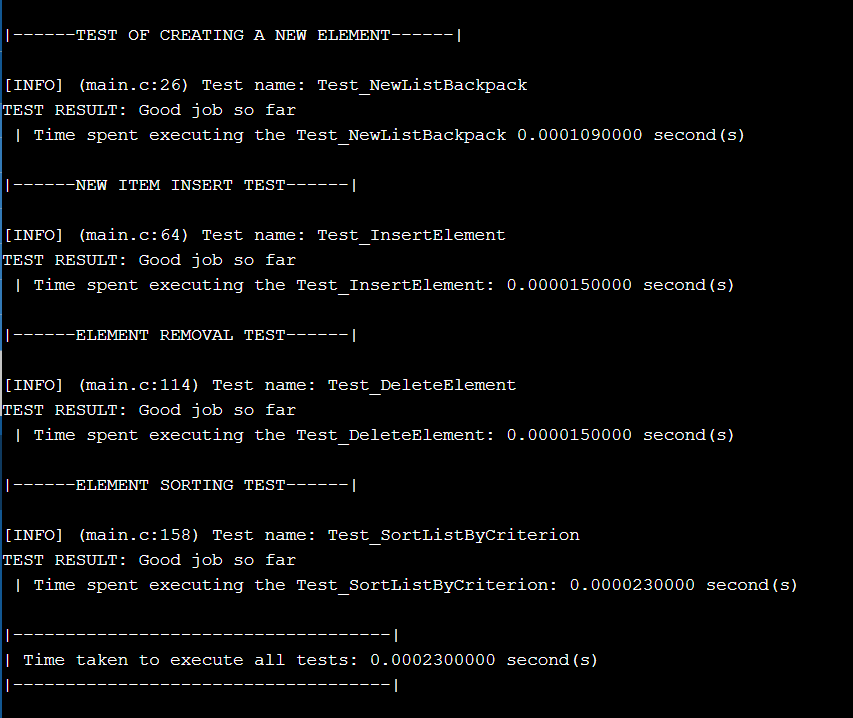 |------TEST OF CREATING A NEW ELEMENT------|
[INFO] (main.c:26) Test name: Test_NewListBackpack
TEST RESULT: Good job so far
| Time spent executing the Test_NewListBackpack 0.0001090000 second(s)
|------NEW ITEM INSERT TEST------|
[INFO] (main.c:64) Test name: Test_InsertElement
TEST RESULT: Good job so far
| Time spent executing the Test_InsertElement: 0.0000150000 second(s)
|------ELEMENT REMOVAL TEST------|
[INFO] (main.c:114) Test name: Test_DeleteElement
TEST RESULT: Good job so far
| Time spent executing the Test_DeleteElement: 0.0000150000 second(s)
|------ELEMENT SORTING TEST------|
[INFO] (main.c:158) Test name: Test_SortListByCriterion
TEST RESULT: Good job so far
| Time spent executing the Test_SortListByCriterion: 0.0000230000 second(s)
|------------------------------------|
| Time taken to execute all tests: 0.0002300000 second(s)
|------------------------------------|